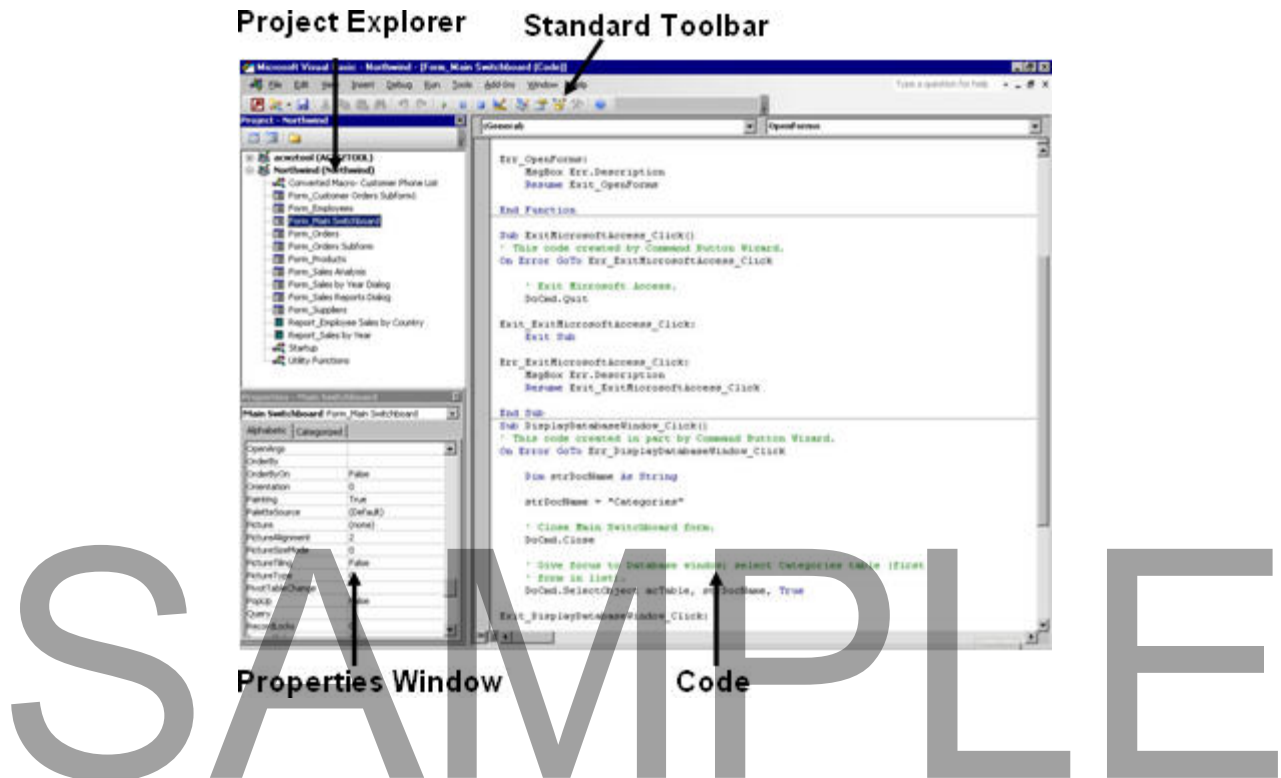 Project Explorer
Standard Toolbar
Microsoft Visual Basic - Northwind - [Form_Main Switchboard (Code)]
File Edit View Insert Debug Run Tools Add-Ins Window Help
Type a question for help
Project - Northwind
(General)
OpenForms
acwztool (ACWZTOOL)
Northwind (Northwind)
Converted Macro- Customer Phone List
Form_Customer Orders Subform1
Form_Employees
Form_Main Switchboard
Form_Orders
Form_Orders Subform
Form_Products
Form_Sales Analysis
Form_Sales by Year Dialog
Form_Sales Reports Dialog
Form_Suppliers
Report_Employee Sales by Country
Report_Sales by Year
Startup
Utility Functions
Properties - Main Switchboard
Main Switchboard Form_Main Switchboard
Alphabetic Categorized
OpenArgs
OrderBy
OrderByOn False
Orientation 0
Painting True
PaletteSource (Default)
Picture (none)
PictureAlignment 2
PictureSizeMode 0
PictureTiling False
PictureType
PivotTableChange
PopUp False
Query
RecordLocks
Err_OpenForms:
MsgBox Err.Description
Resume Exit_OpenForms
End Function
Sub ExitMicrosoftAccess_Click()
' This code created by Command Button Wizard.
On Error GoTo Err_ExitMicrosoftAccess_Click
' Exit Microsoft Access.
DoCmd.Quit
Exit_ExitMicrosoftAccess_Click:
Exit Sub
Err_ExitMicrosoftAccess_Click:
MsgBox Err.Description
Resume Exit_ExitMicrosoftAccess_Click
End Sub
Sub DisplayDatabaseWindow_Click()
' This code created in part by Command Button Wizard.
On Error GoTo Err_DisplayDatabaseWindow_Click
Dim strDocName As String
strDocName = "Categories"
' Close Main Switchboard form.
DoCmd.Close
' Give focus to Database window; select Categories table (first
' form in list).
DoCmd.SelectObject acTable, strDocName, True
Exit_DisplayDatabaseWindow_Click:
Properties Window
Code
SAMPLE